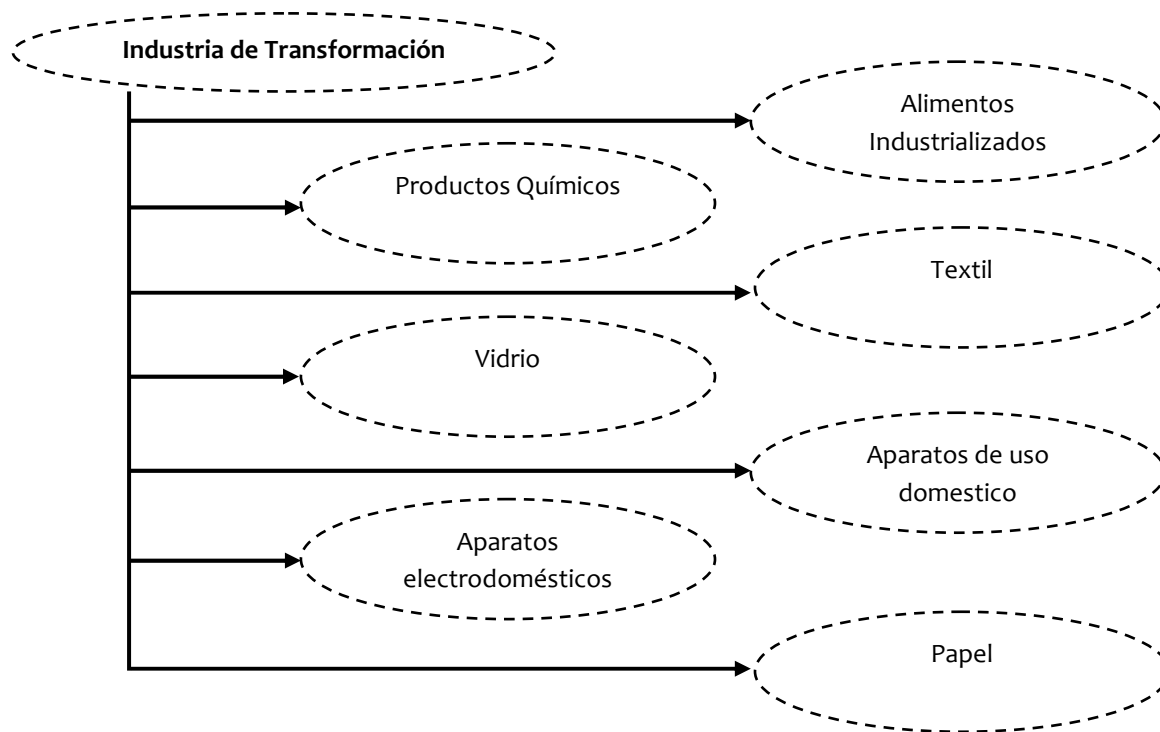 Industria de Transformación
Alimentos
Industrializados
Productos Químicos
Textil
Vidrio
Aparatos de uso
domestico
Aparatos
electrodomésticos
Papel